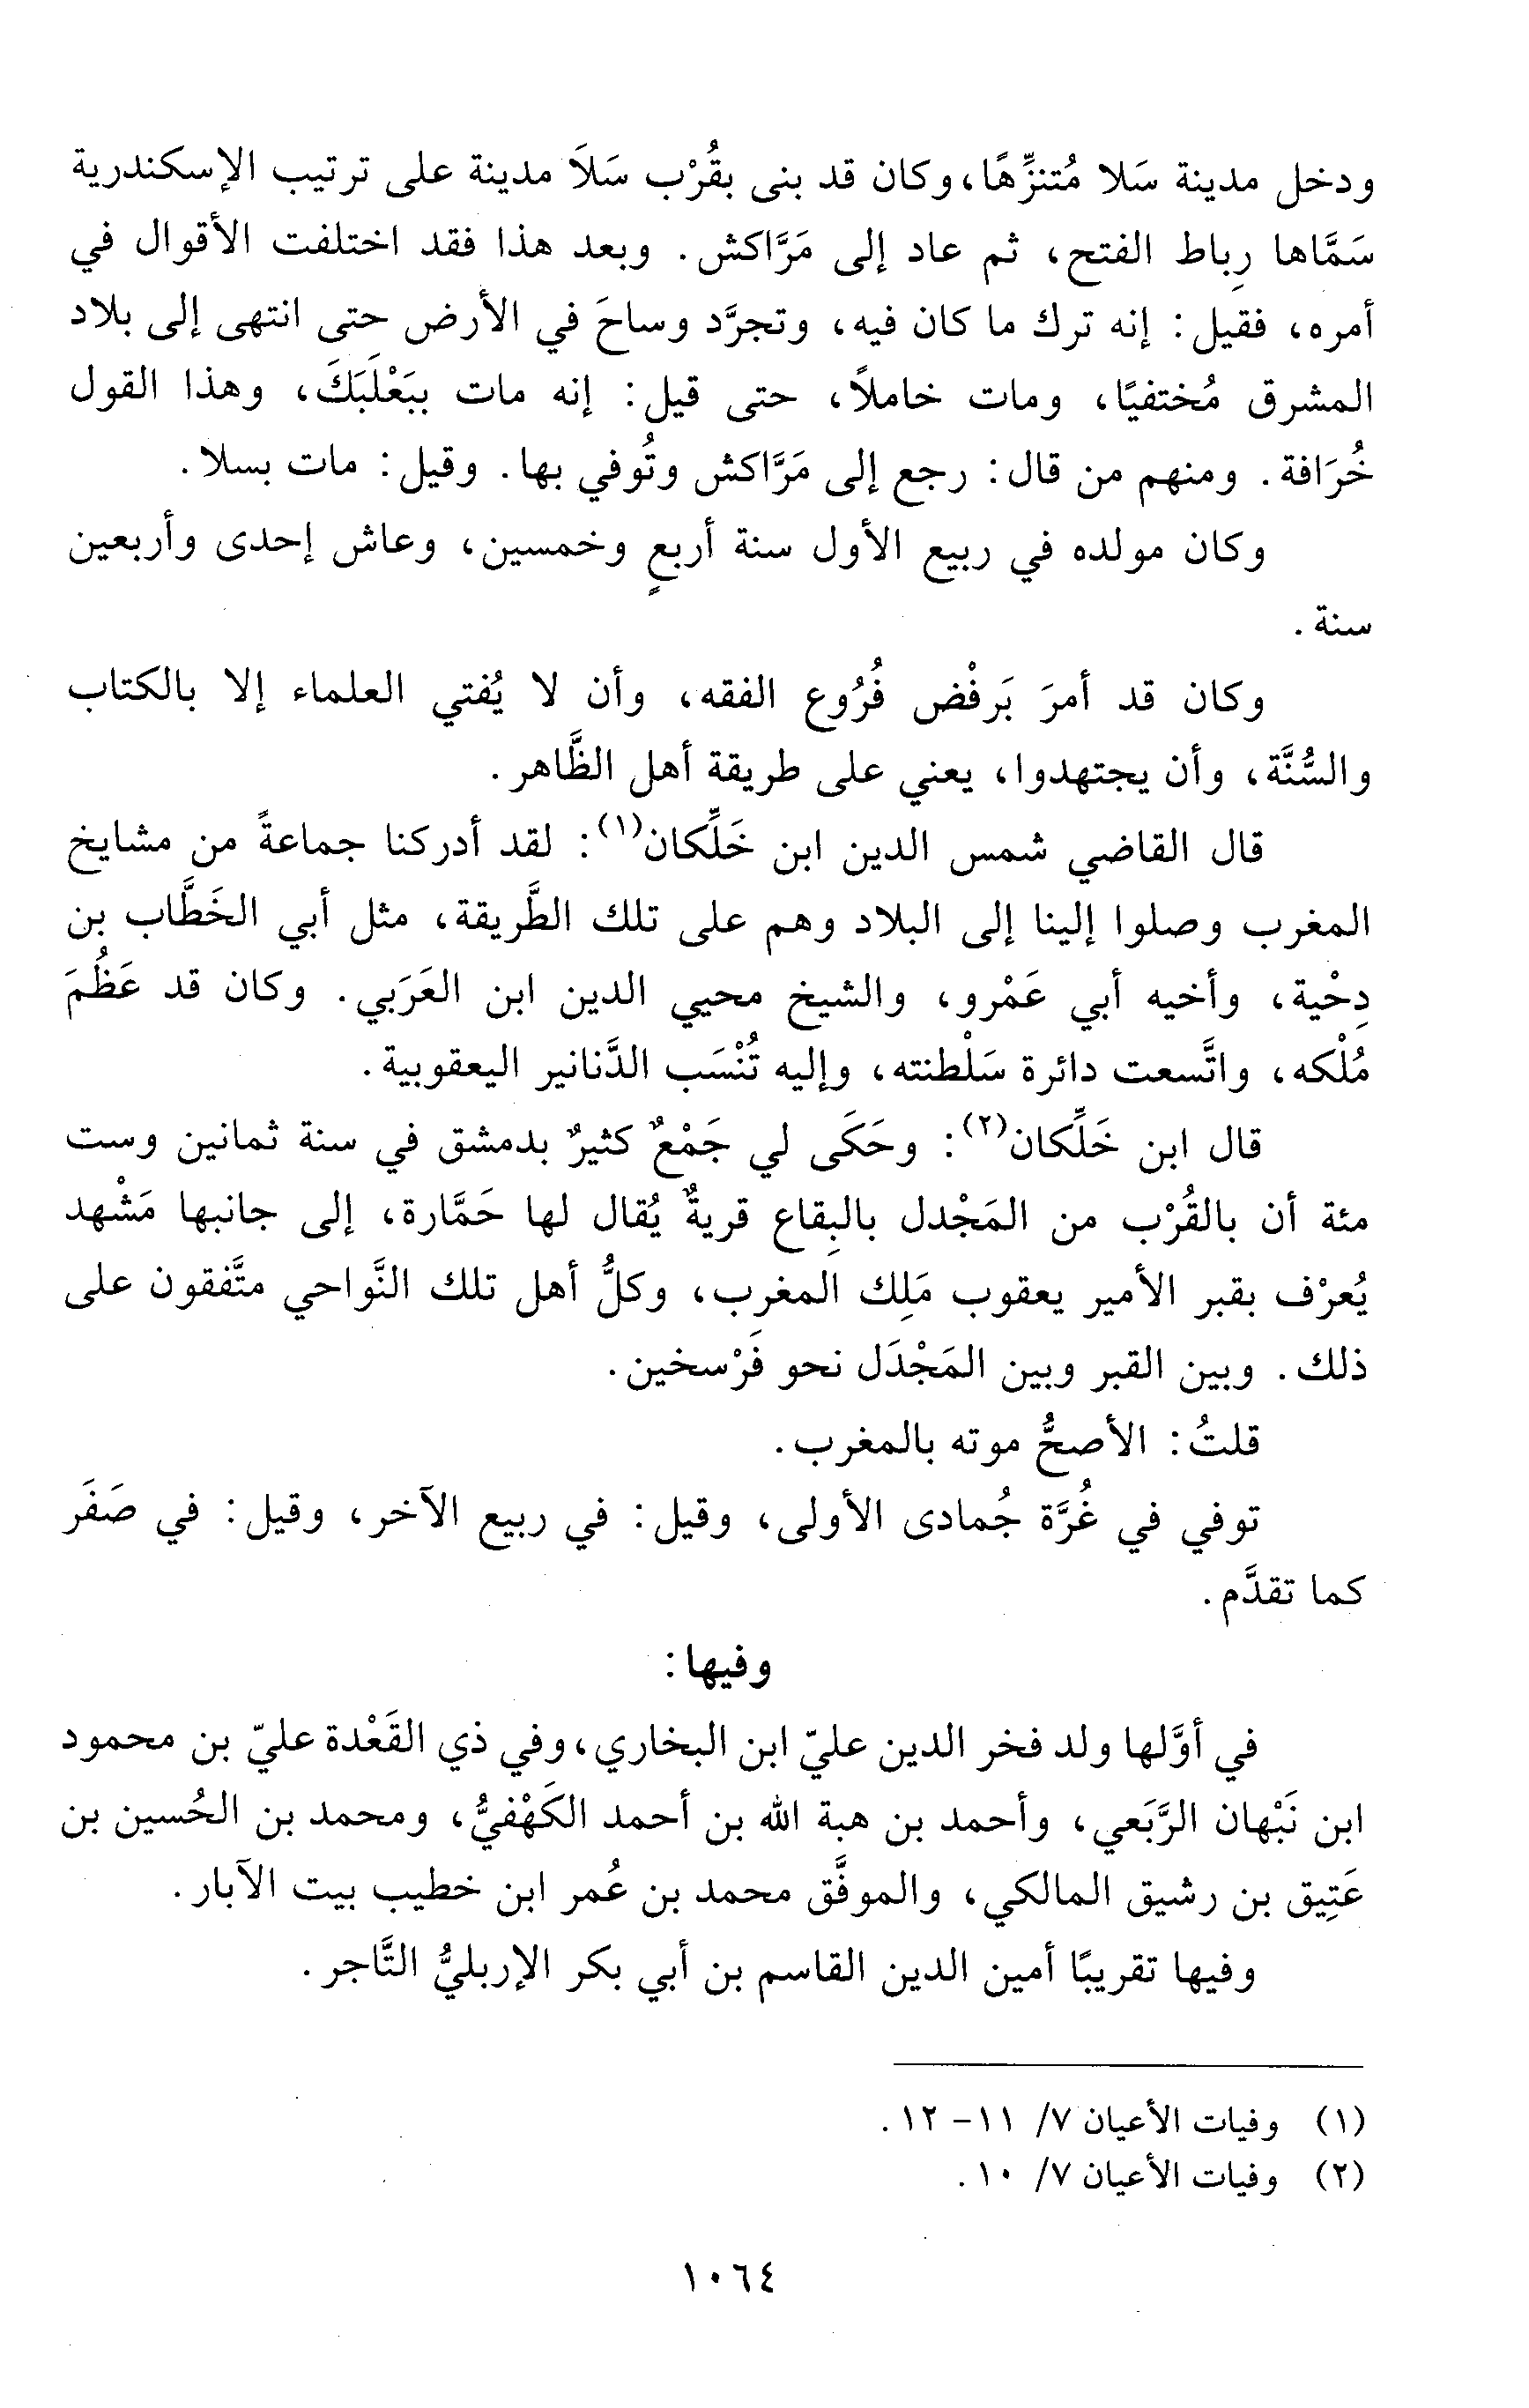 ودخل مدينة سَلا مُتنزِّهًا، وكان قد بنى بقُرْب سَلَا مدينة على ترتيب الإسكندرية
سَمَّاها رِباط الفتح، ثم عاد إلى مَرَّاكش. وبعد هذا فقد اختلفت الأقوال في
أمره، فقيل: إنه ترك ما كان فيه، وتجرَّد وساحَ في الأرض حتى انتهى إلى بلاد
المشرق مُختفيًا، ومات خاملًا، حتى قيل: إنه مات ببَعْلَبَكَ، وهذا القول
خُرَافة. ومنهم من قال: رجع إلى مَرَّاكش وتُوفي بها. وقيل: مات بسلا.
وكان مولده في ربيع الأول سنة أربعٍ وخمسين، وعاش إحدى وأربعين
سنة.
وكان قد أمرَ بَرفْض فُرُوع الفقه، وأن لا يُفتي العلماء إلا بالكتاب
والسُّنَّة، وأن يجتهدوا، يعني على طريقة أهل الظَّاهر.
قال القاضي شمس الدين ابن خَلِّكان(١): لقد أدركنا جماعةً من مشايخ
المغرب وصلوا إلينا إلى البلاد وهم على تلك الطَّريقة، مثل أبي الخَطَّاب بن
دِحْية، وأخيه أبي عَمْرو، والشيخ محيي الدين ابن العَرَبي. وكان قد عَظُمَ
مُلْكه، واتَّسعت دائرة سَلْطنته، وإليه تُنْسَب الدَّنانير اليعقوبية.
قال ابن خَلِّكان(٢): وحَكَى لي جَمْعٌ كثيرٌ بدمشق في سنة ثمانين وست
مئة أن بالقُرْب من المَجْدل بالبِقاع قريةٌ يُقال لها حَمَّارة، إلى جانبها مَشْهد
يُعرْف بقبر الأمير يعقوب مَلِك المغرب، وكلُّ أهل تلك النَّواحي متَّفقون على
ذلك. وبين القبر وبين المَجْدَل نحو فَرْسخين.
قلتُ: الأصحُّ موته بالمغرب.
توفي في غُرَّة جُمادى الأولى، وقيل: في ربيع الآخر، وقيل: في صَفَر
كما تقدَّم.
وفيها:
في أوَّلها ولد فخر الدين عليّ ابن البخاري، وفي ذي القَعْدة عليّ بن محمود
ابن نَبْهان الرَّبَعي، وأحمد بن هبة الله بن أحمد الكَهْفيُّ، ومحمد بن الحُسين بن
عَتِيق بن رشيق المالكي، والموفَّق محمد بن عُمر ابن خطيب بيت الآبار.
وفيها تقريبًا أمين الدين القاسم بن أبي بكر الإربليُّ التَّاجر.
(١) وفيات الأعيان ٧/ ١١- ١٢.
(٢) وفيات الأعيان ٧/ ١٠.
١٠٦٤